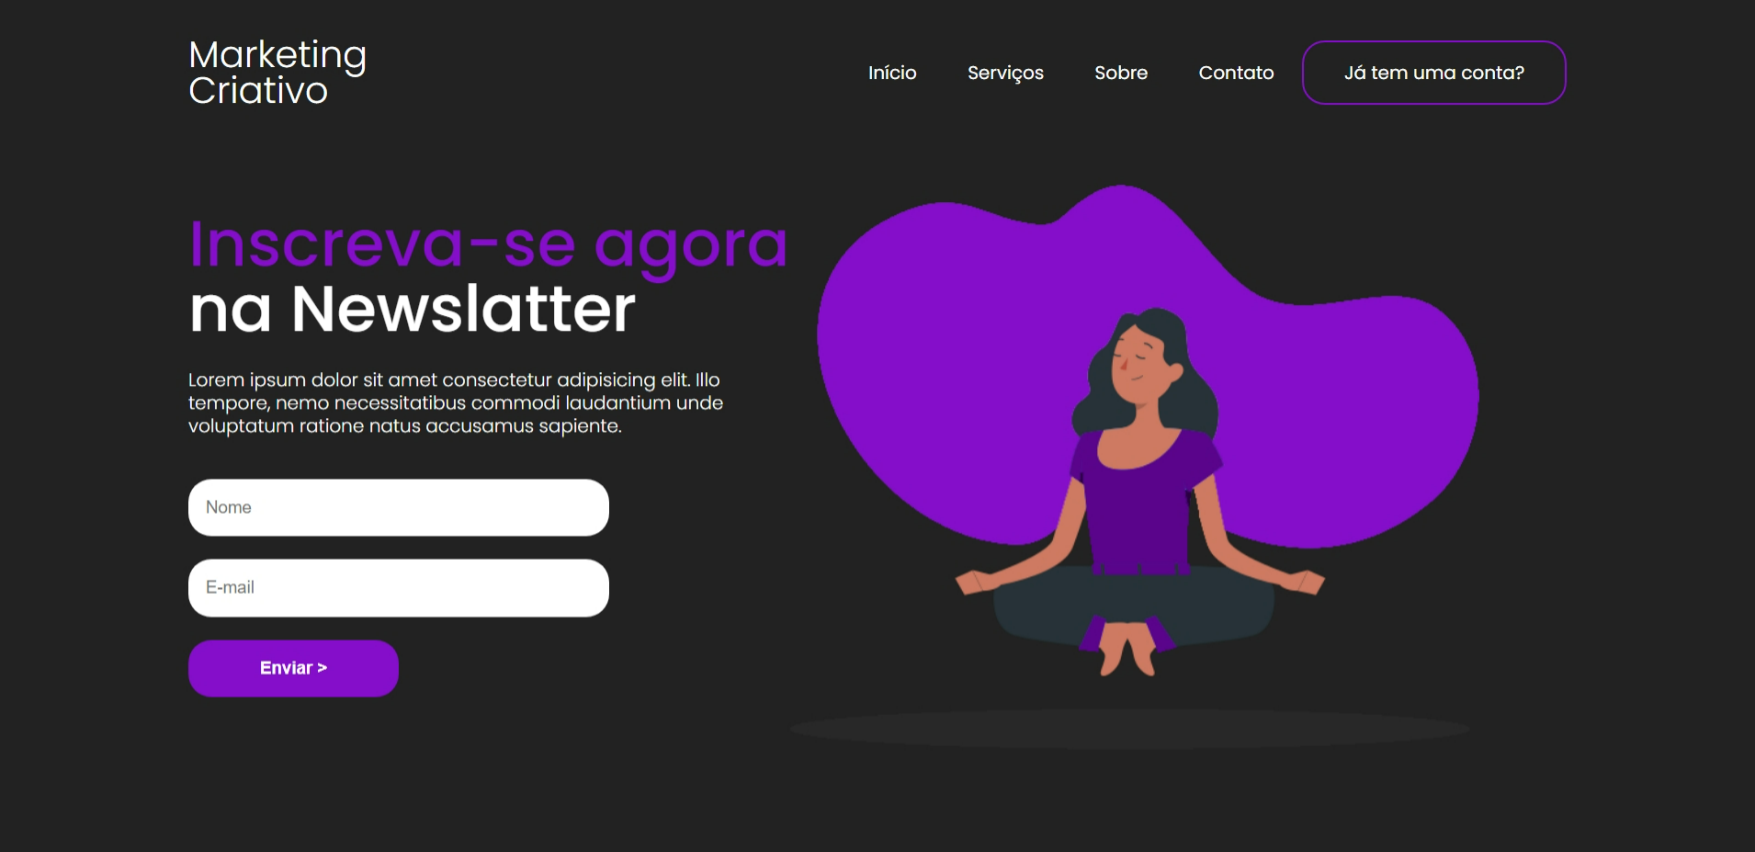 Marketing
Criativo
Início
Serviços
Sobre
Contato
Já tem uma conta?
Inscreva-se agora
na Newslatter
Lorem ipsum dolor sit amet consectetur adipisicing elit. Illo
tempore, nemo necessitatibus commodi laudantium unde
voluptatum ratione natus accusamus sapiente.
Nome
E-mail
Enviar >